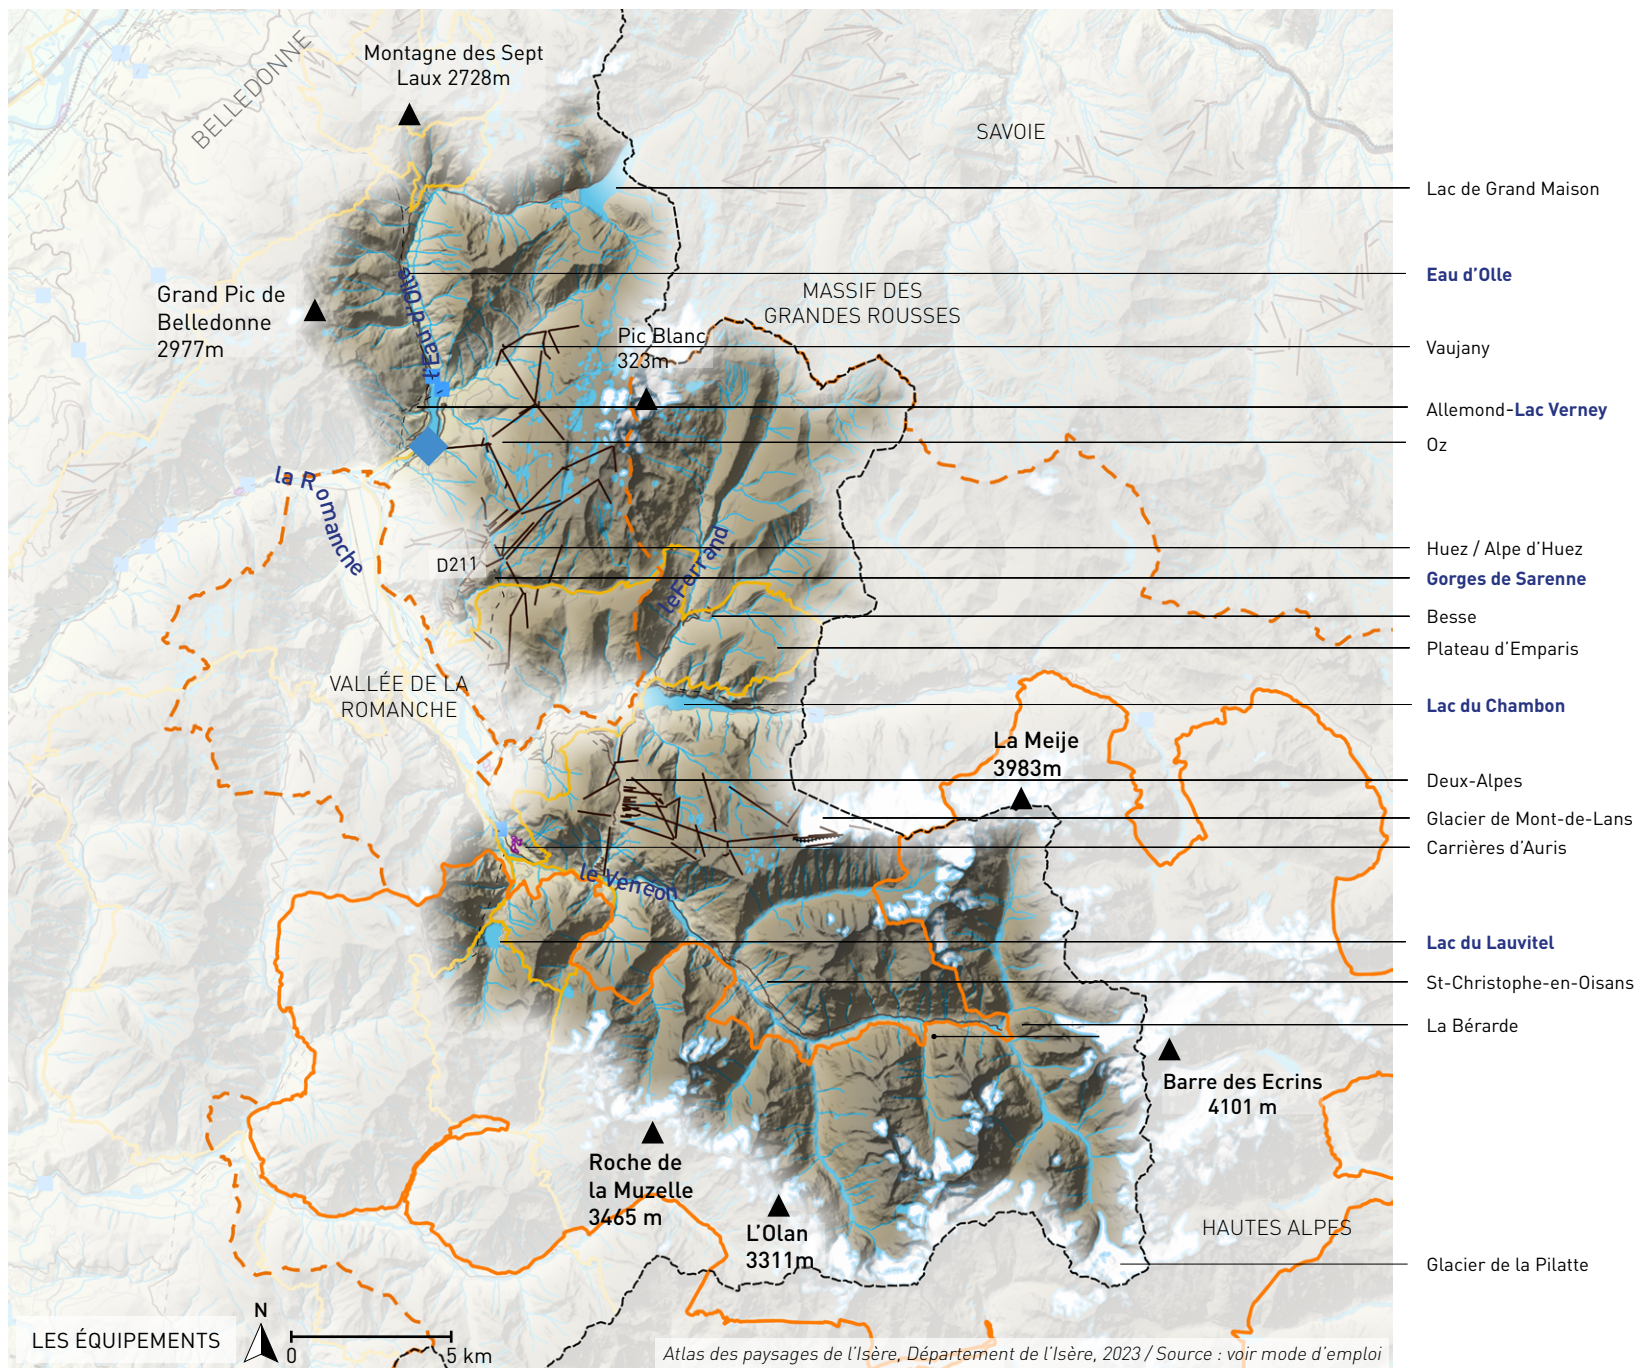 BELLEDONNE
Montagne des Sept
Laux 2728m
SAVOIE
Lac de Grand Maison
Eau d'Olle
l'Eau d'Olle
Grand Pic de
Belledonne
2977m
MASSIF DES
GRANDES ROUSSES
Pic Blanc
323m
Vaujany
Allemond-Lac Verney
Oz
la Romanche
D211
Huez / Alpe d'Huez
Gorges de Sarenne
le Ferrand
Besse
Plateau d'Emparis
VALLÉE DE LA
ROMANCHE
Lac du Chambon
La Meije
3983m
Deux-Alpes
Glacier de Mont-de-Lans
Carrières d'Auris
le Vénéon
Lac du Lauvitel
St-Christophe-en-Oisans
La Bérarde
Barre des Ecrins
4101 m
Roche de
la Muzelle
3465 m
L'Olan
3311m
HAUTES ALPES
Glacier de la Pilatte
LES ÉQUIPEMENTS
N
0
5 km
Atlas des paysages de l'Isère, Département de l'Isère, 2023 / Source : voir mode d'emploi